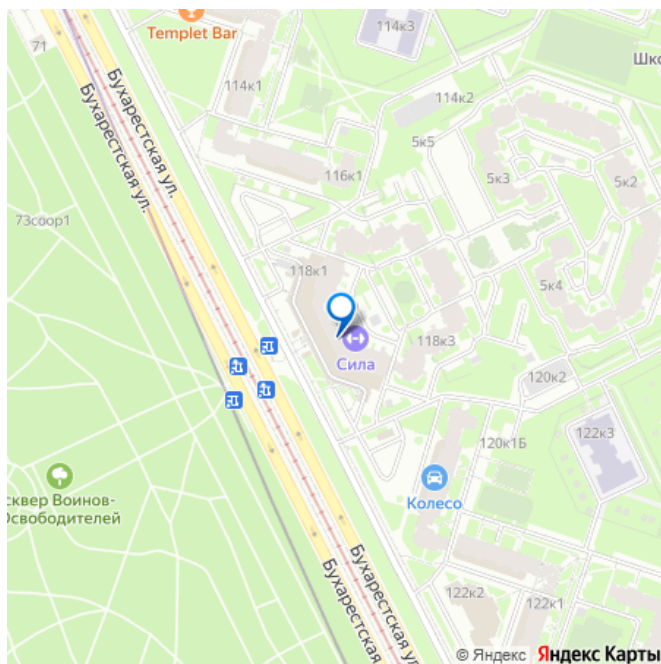 Templet Bar
71
114к3
Шко
114к1
114к2
Бухарестская ул.
Бухарестская ул.
5к5
116к1
5к3
5к2
73соор1
118к1
5к4
118к3
Сила
120к2
122к3
120к1Б
сквер Воинов-
Освободителей
Колесо
Бухарестская ул.
Бухарестская
122к2
122к1
© Яндекс Яндекс Карты